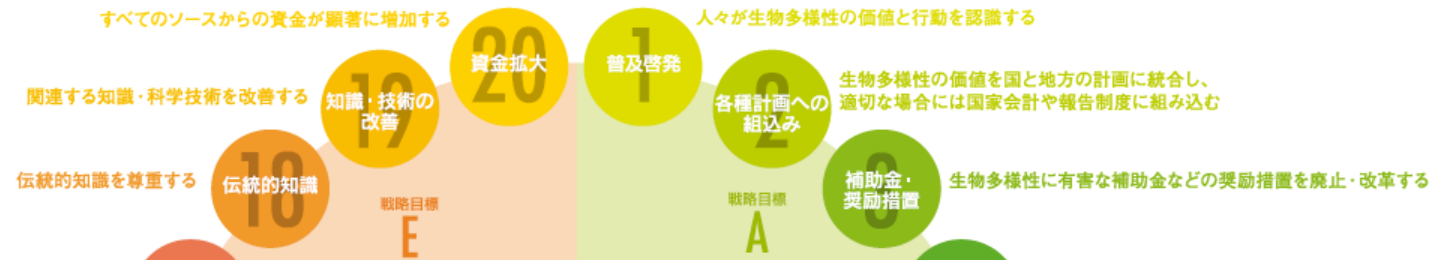 すべてのソースからの資金が顕著に増加する
20
資金拡大
1
普及啓発
人々が生物多様性の価値と行動を認識する
関連する知識・科学技術を改善する
19
知識・技術の
改善
2
各種計画への
組込み
生物多様性の価値を国と地方の計画に統合し、
適切な場合には国家会計や報告制度に組み込む
伝統的知識を尊重する
18
伝統的知識
3
補助金・
奨励措置
生物多様性に有害な補助金などの奨励措置を廃止・改革する
戦略目標
E
戦略目標
A